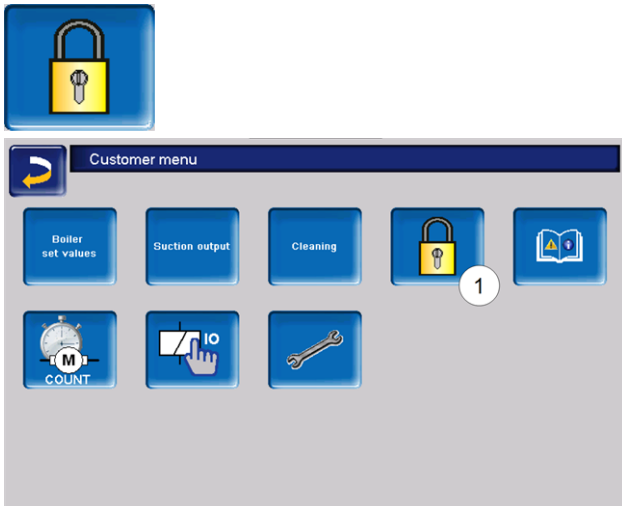 Customer menu
Boiler
set values
Suction output
Cleaning
1
M
COUNT
IO